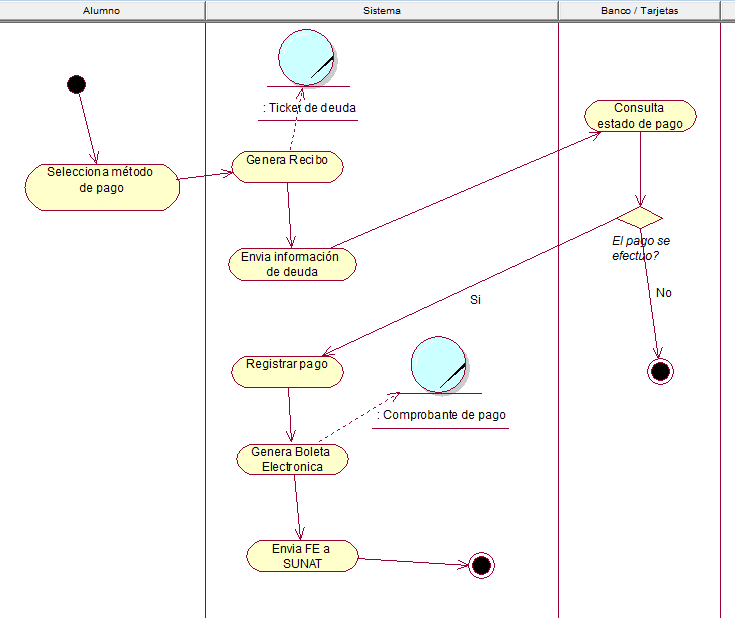 Alumno
Sistema
Banco / Tarjetas
: Ticket de deuda
Consulta
estado de pago
Genera Recibo
Selecciona método
de pago
El pago se
efectuo?
Envia información
de deuda
No
Si
Registrar pago
: Comprobante de pago
Genera Boleta
Electronica
Envia FE a
SUNAT